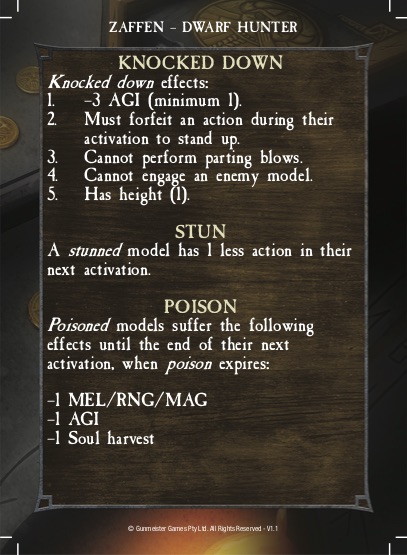 ZAFFEN – DWARF HUNTER
KNOCKED DOWN
Knocked down effects:
1. –3 AGI (minimum 1).
2. Must forfeit an action during their
activation to stand up.
3. Cannot perform parting blows.
4. Cannot engage an enemy model.
5. Has height (1).
STUN
A stunned model has 1 less action in their
next activation.
POISON
Poisoned models suffer the following
effects until the end of their next
activation, when poison expires:
–1 MEL/RNG/MAG
–1 AGI
–1 Soul harvest
© Gunmeister Games Pty Ltd. All Rights Reserved - V1.1